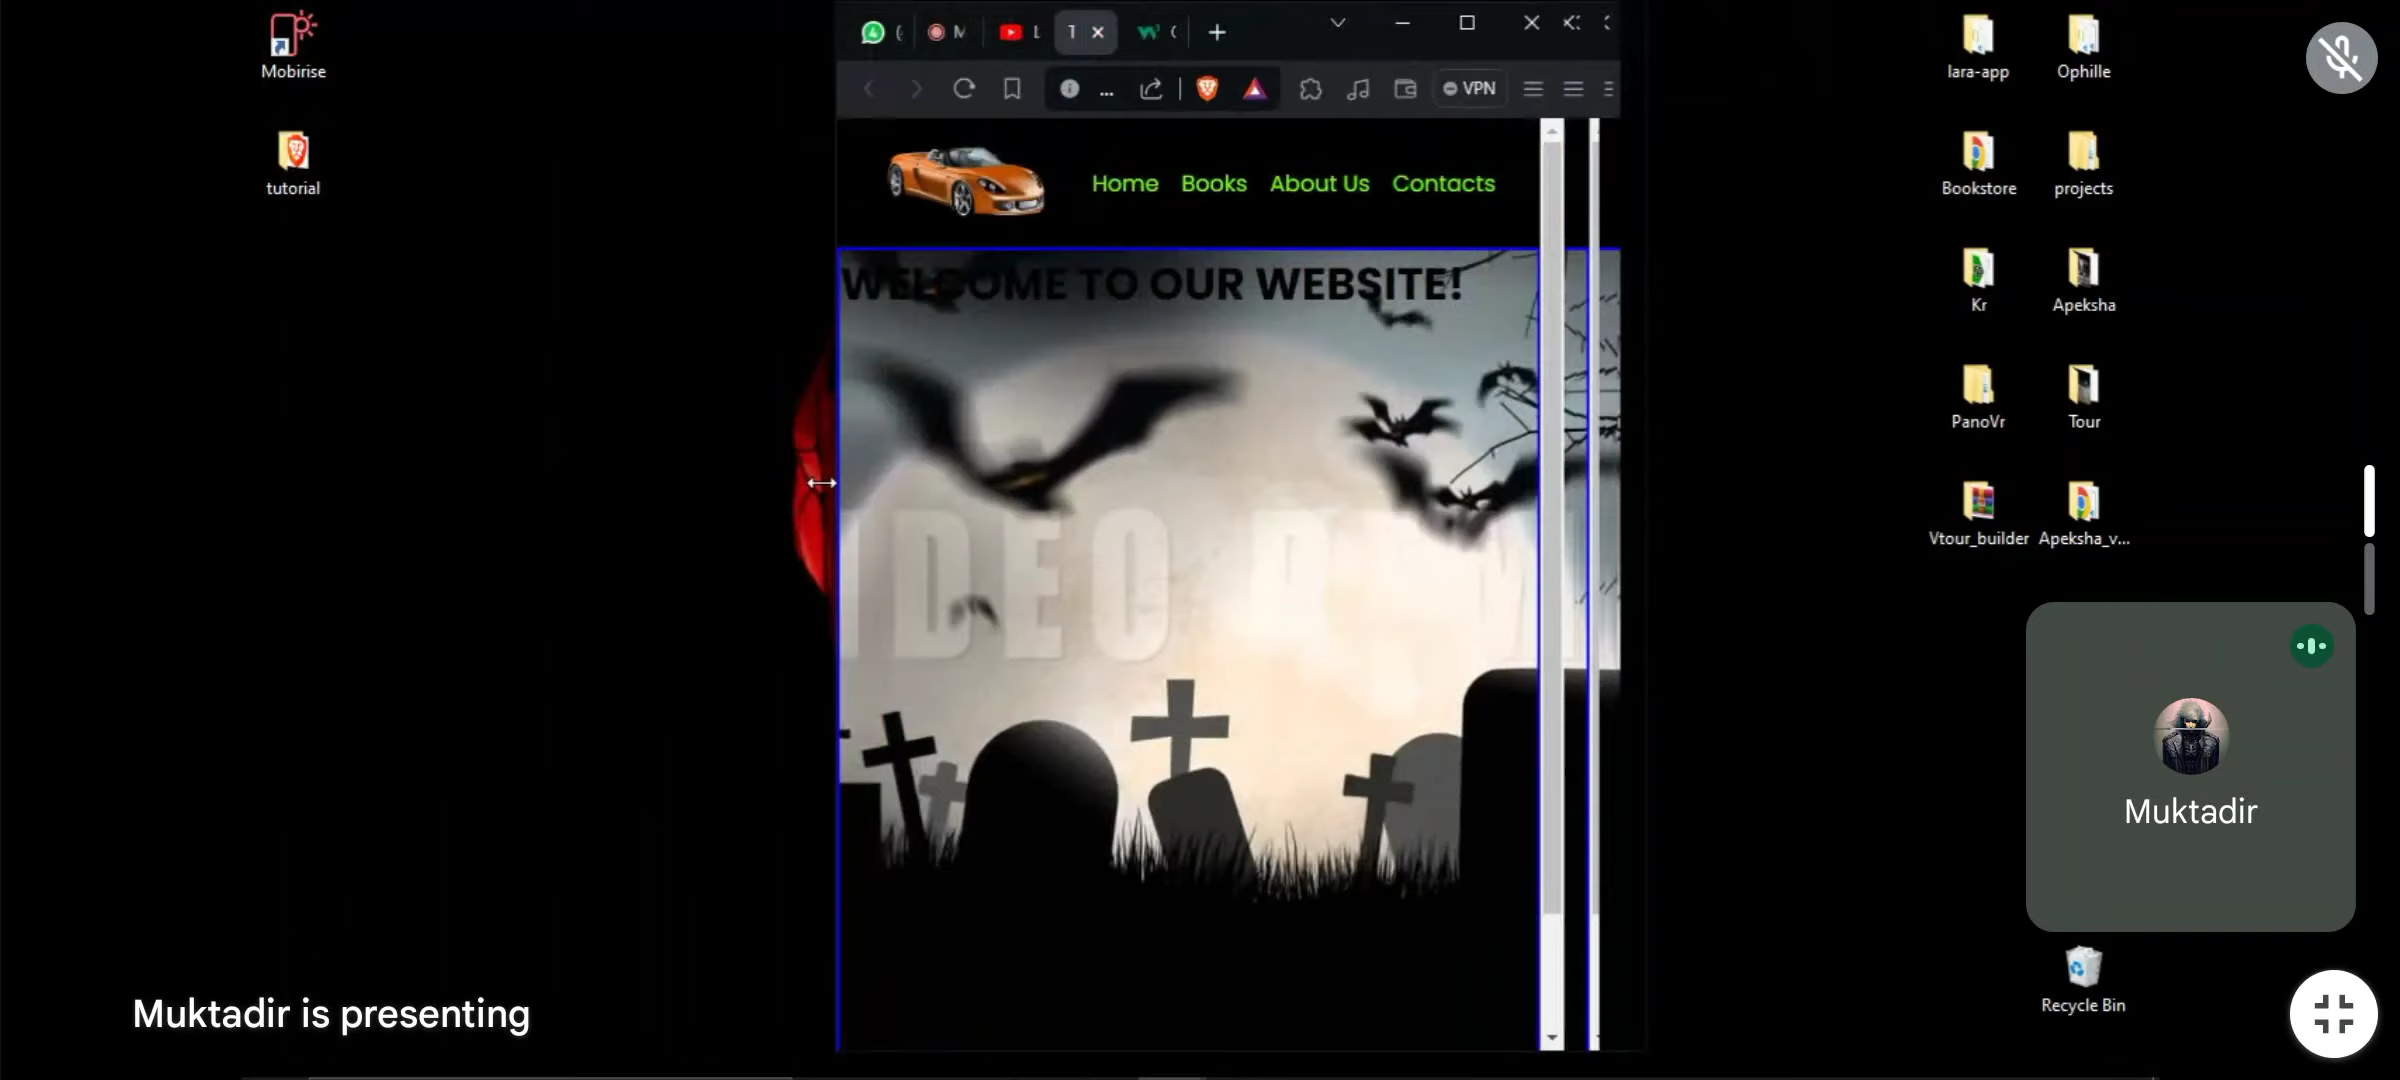 Mobirise
tutorial
VPN
Home Books About Us Contacts
WELCOME TO OUR WEBSITE!
lara-app
Ophille
Bookstore
projects
Kr
Apeksha
PanoVr
Tour
Vtour_builder
Apeksha_v...
Muktadir
Recycle Bin
Muktadir is presenting